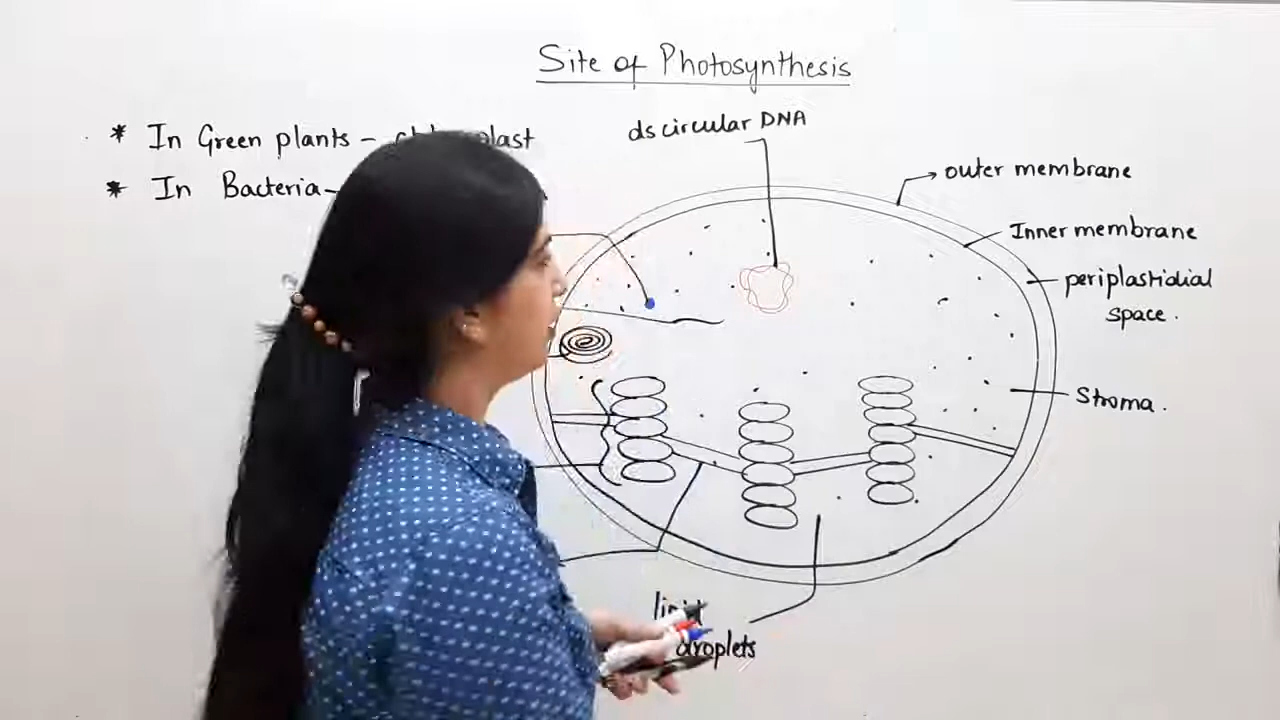 Site of Photosynthesis
* In Green plants -
* In Bacteria-
ds circular DNA
outer membrane
Inner membrane
periplastidial
space.
Stroma.
droplets